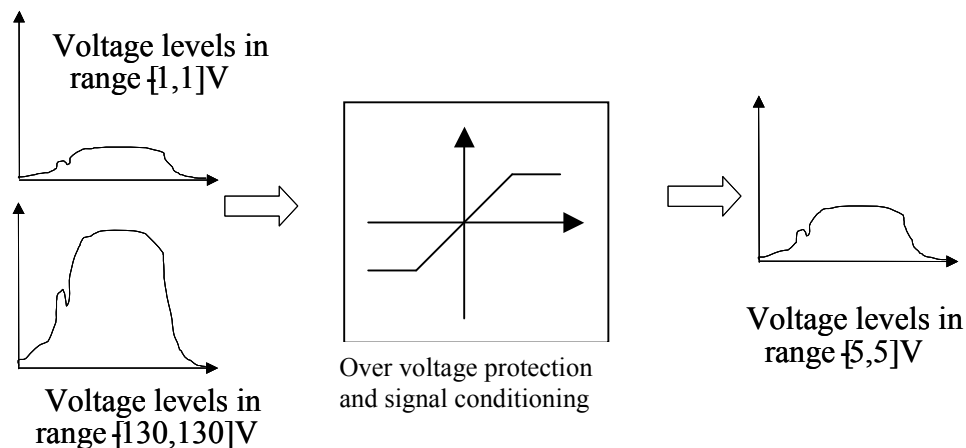 Voltage levels in
range -[1,1]V
Voltage levels in
range -[130,130]V
Over voltage protection
and signal conditioning
Voltage levels in
range -[5,5]V